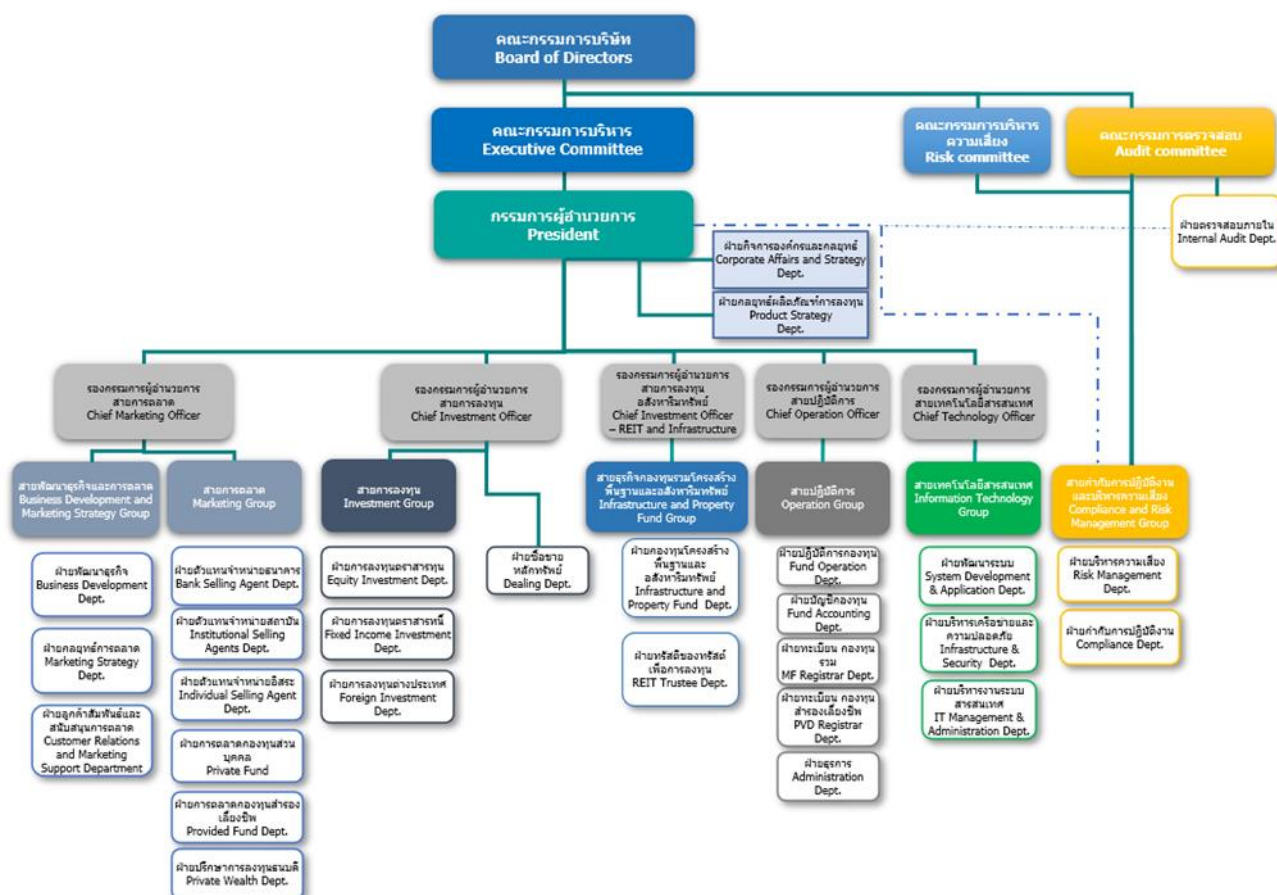 คณะกรรมการบริษัท
Board of Directors
คณะกรรมการบริหาร
Executive Committee
คณะกรรมการบริหาร
ความเสี่ยง
Risk committee
คณะกรรมการตรวจสอบ
Audit committee
กรรมการผู้อำนวยการ
President
ฝ่ายตรวจสอบภายใน
Internal Audit Dept.
ฝ่ายกิจการองค์กรและกลยุทธ์
Corporate Affairs and Strategy
Dept.
ฝ่ายกลยุทธ์ผลิตภัณฑ์การลงทุน
Product Strategy
Dept.
รองกรรมการผู้อำนวยการ
สายการตลาด
Chief Marketing Officer
รองกรรมการผู้อำนวยการ
สายการลงทุน
Chief Investment Officer
รองกรรมการผู้อำนวยการ
สายการลงทุน
อสังหาริมทรัพย์
Chief Investment Officer
– REIT and Infrastructure
รองกรรมการผู้อำนวยการ
สายปฏิบัติการ
Chief Operation Officer
รองกรรมการผู้อำนวยการ
สายเทคโนโลยีสารสนเทศ
Chief Technology Officer
สายพัฒนาธุรกิจและการตลาด
Business Development and
Marketing Strategy Group
สายการตลาด
Marketing Group
สายการลงทุน
Investment Group
สายธุรกิจกองทุนรวมโครงสร้าง
พื้นฐานและอสังหาริมทรัพย์
Infrastructure and Property
Fund Group
สายปฏิบัติการ
Operation Group
สายเทคโนโลยีสารสนเทศ
Information Technology
Group
สายกำกับการปฏิบัติงาน
และบริหารความเสี่ยง
Compliance and Risk
Management Group
ฝ่ายพัฒนาธุรกิจ
Business Development
Dept.
ฝ่ายกลยุทธ์การตลาด
Marketing Strategy
Dept.
ฝ่ายลูกค้าสัมพันธ์และ
สนับสนุนการตลาด
Customer Relations
and Marketing
Support Department
ฝ่ายตัวแทนจำหน่ายธนาคาร
Bank Selling Agent Dept.
ฝ่ายตัวแทนจำหน่ายสถาบัน
Institutional Selling
Agents Dept.
ฝ่ายตัวแทนจำหน่ายอิสระ
Individual Selling Agent
Dept.
ฝ่ายการตลาดกองทุนส่วน
บุคคล
Private Fund
ฝ่ายการตลาดกองทุนสำรอง
เลี้ยงชีพ
Provided Fund Dept.
ฝ่ายปรึกษาการลงทุนธนบดี
Private Wealth Dept.
ฝ่ายการลงทุนตราสารทุน
Equity Investment Dept.
ฝ่ายการลงทุนตราสารหนี้
Fixed Income Investment
Dept.
ฝ่ายการลงทุนต่างประเทศ
Foreign Investment
Dept.
ฝ่ายซื้อขาย
หลักทรัพย์
Dealing Dept.
ฝ่ายกองทุนโครงสร้าง
พื้นฐานและ
อสังหาริมทรัพย์
Infrastructure and
Property Fund Dept.
ฝ่ายทรัสตีของทรัสต์
เพื่อการลงทุน
REIT Trustee Dept.
ฝ่ายปฏิบัติการกองทุน
Fund Operation
Dept.
ฝ่ายบัญชีกองทุน
Fund Accounting
Dept.
ฝ่ายทะเบียน กองทุน
รวม
MF Registrar Dept.
ฝ่ายทะเบียน กองทุน
สำรองเลี้ยงชีพ
PVD Registrar
Dept.
ฝ่ายธุรการ
Administration
Dept.
ฝ่ายพัฒนาระบบ
System Development
& Application Dept.
ฝ่ายบริหารเครือข่ายและ
ความปลอดภัย
Infrastructure &
Security Dept.
ฝ่ายบริหารงานระบบ
สารสนเทศ
IT Management &
Administration Dept.
ฝ่ายบริหารความเสี่ยง
Risk Management
Dept.
ฝ่ายกำกับการปฏิบัติงาน
Compliance Dept.